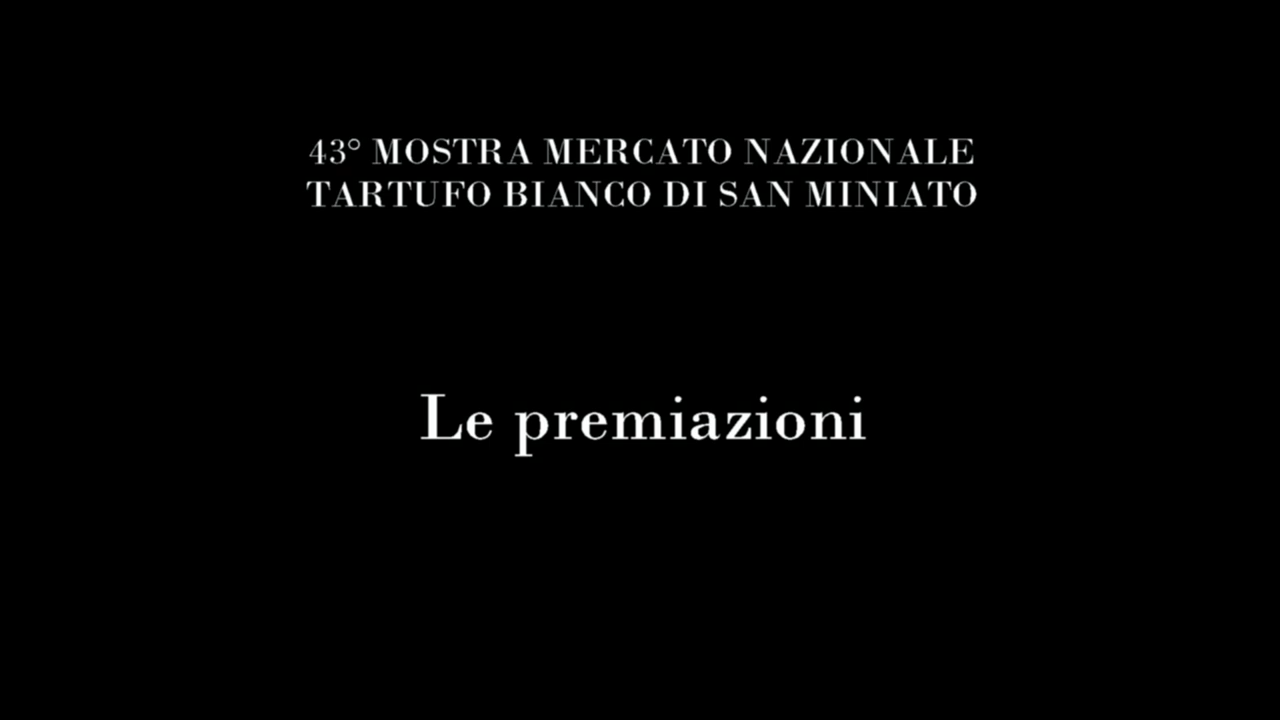 43° MOSTRA MERCATO NAZIONALE
TARTUFO BIANCO DI SAN MINIATO
Le premiazioni